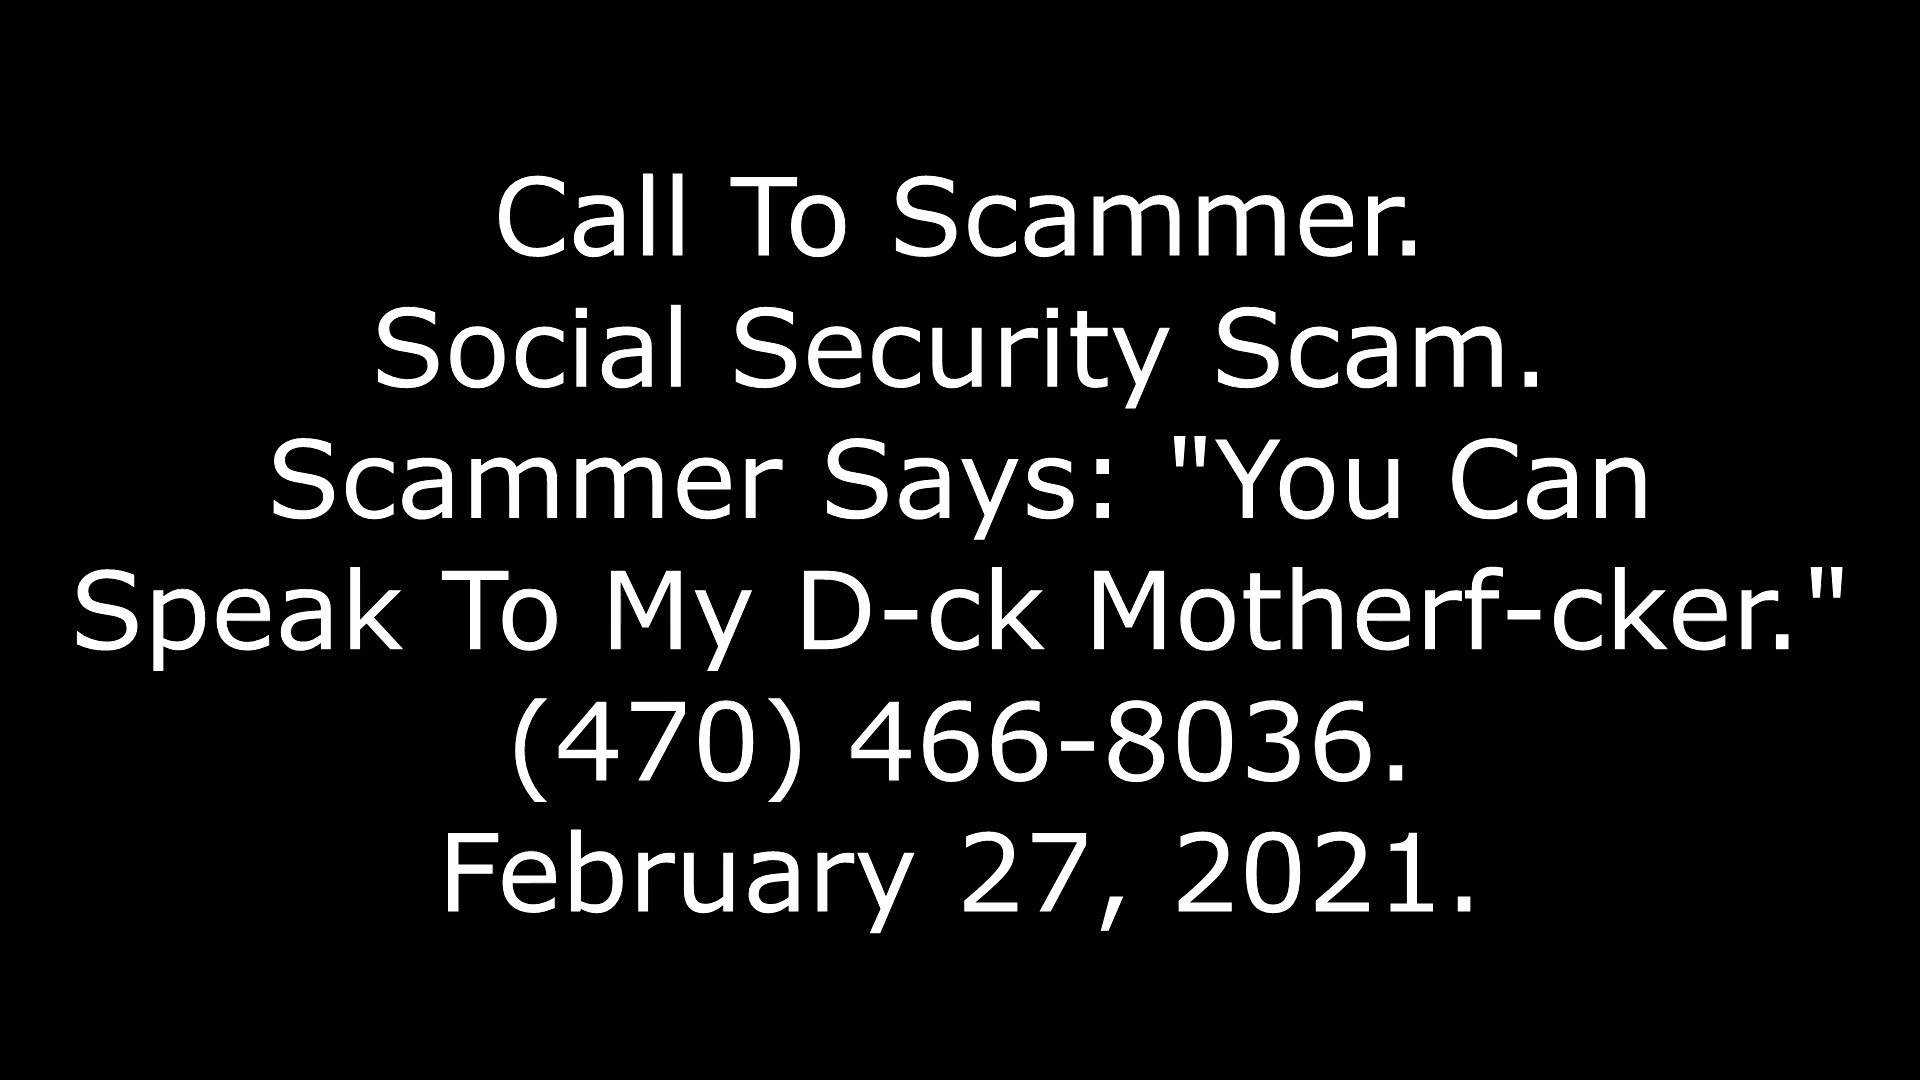 Call To Scammer.
Social Security Scam.
Scammer Says: "You Can
Speak To My D-ck Motherf-cker."
(470) 466-8036.
February 27, 2021.